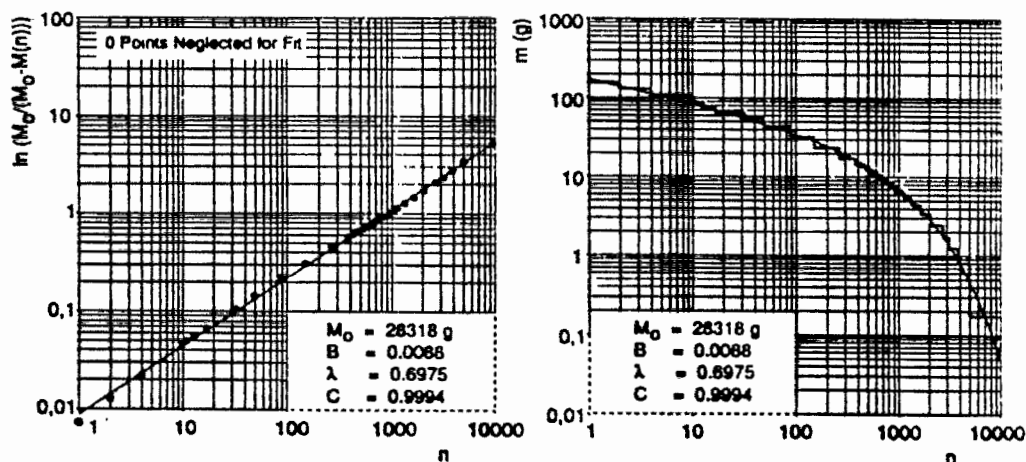 ln (M₀/(M₀-M(n)))
100
10
1
0,1
0,01
0 Points Neglected for Fit
M₀ = 28318 g
B = 0.0088
λ = 0.6975
C = 0.9994
1 10 100 1000 10000
n
m (g)
1000
100
10
1
0,1
0,01
M₀ = 28318 g
B = 0.0088
λ = 0.6975
C = 0.9994
1 10 100 1000 10000
n